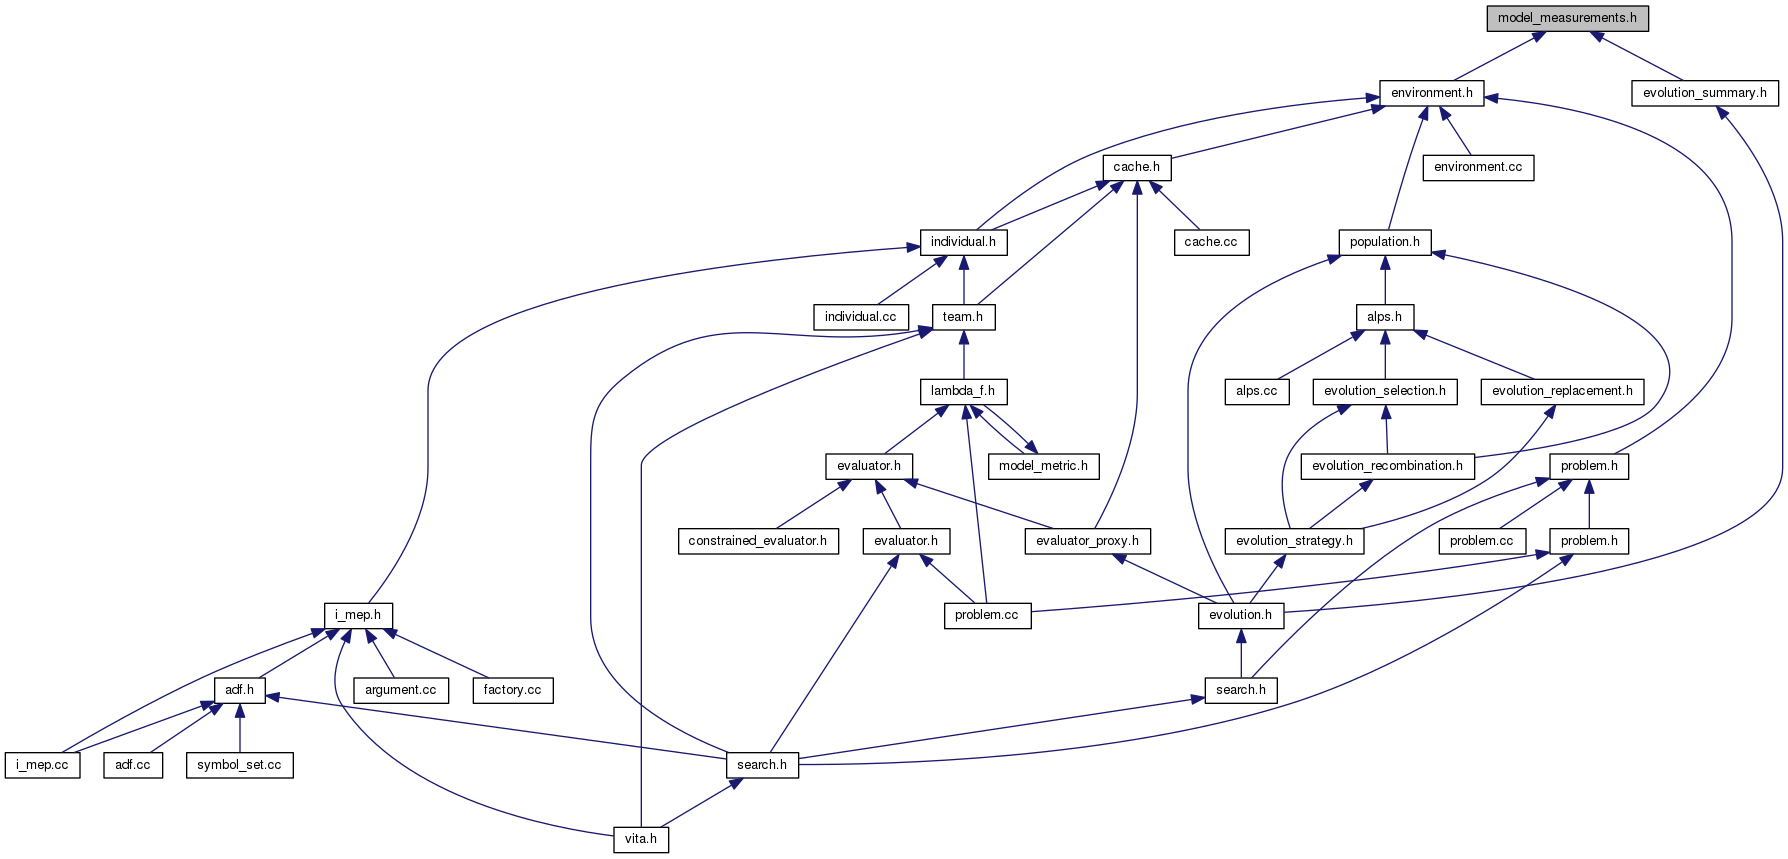 model_measurements.h
environment.h
evolution_summary.h
cache.h
environment.cc
individual.h
cache.cc
population.h
individual.cc
team.h
alps.h
lambda_f.h
alps.cc
evolution_selection.h
evolution_replacement.h
evaluator.h
model_metric.h
evolution_recombination.h
problem.h
constrained_evaluator.h
evaluator.h
evaluator_proxy.h
evolution_strategy.h
problem.cc
problem.h
i_mep.h
problem.cc
evolution.h
adf.h
argument.cc
factory.cc
search.h
i_mep.cc
adf.cc
symbol_set.cc
search.h
vita.h